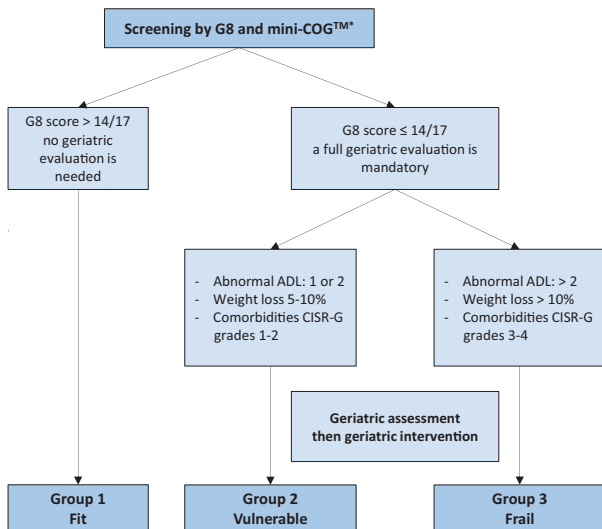 Screening by G8 and mini-COG™*
G8 score > 14/17
no geriatric
evaluation is
needed
G8 score ≤ 14/17
a full geriatric evaluation is
mandatory
- Abnormal ADL: 1 or 2
- Weight loss 5-10%
- Comorbidities CISR-G
grades 1-2
- Abnormal ADL: > 2
- Weight loss > 10%
- Comorbidities CISR-G
grades 3-4
Geriatric assessment
then geriatric intervention
Group 1
Fit
Group 2
Vulnerable
Group 3
Frail